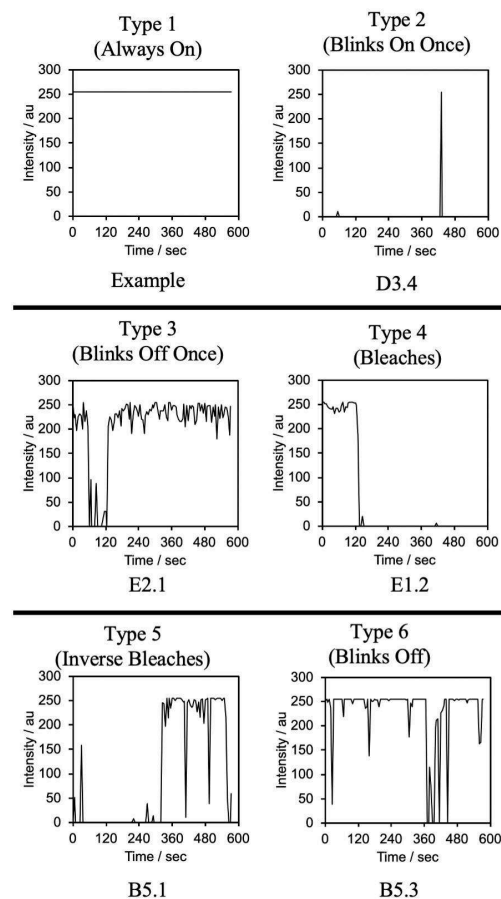 Type 1
(Always On)
Type 2
(Blinks On Once)
Intensity / au
300
250
200
150
100
50
0
0 120 240 360 480 600
Time / sec
Example
Intensity / au
300
250
200
150
100
50
0
0 120 240 360 480 600
Time / sec
D3.4
Type 3
(Blinks Off Once)
Type 4
(Bleaches)
Intensity / au
300
250
200
150
100
50
0
0 120 240 360 480 600
Time / sec
E2.1
Intensity / au
300
250
200
150
100
50
0
0 120 240 360 480 600
Time / sec
E1.2
Type 5
(Inverse Bleaches)
Type 6
(Blinks Off)
Intensity / au
300
250
200
150
100
50
0
0 120 240 360 480 600
Time / sec
B5.1
Intensity / au
300
250
200
150
100
50
0
0 120 240 360 480 600
Time / sec
B5.3